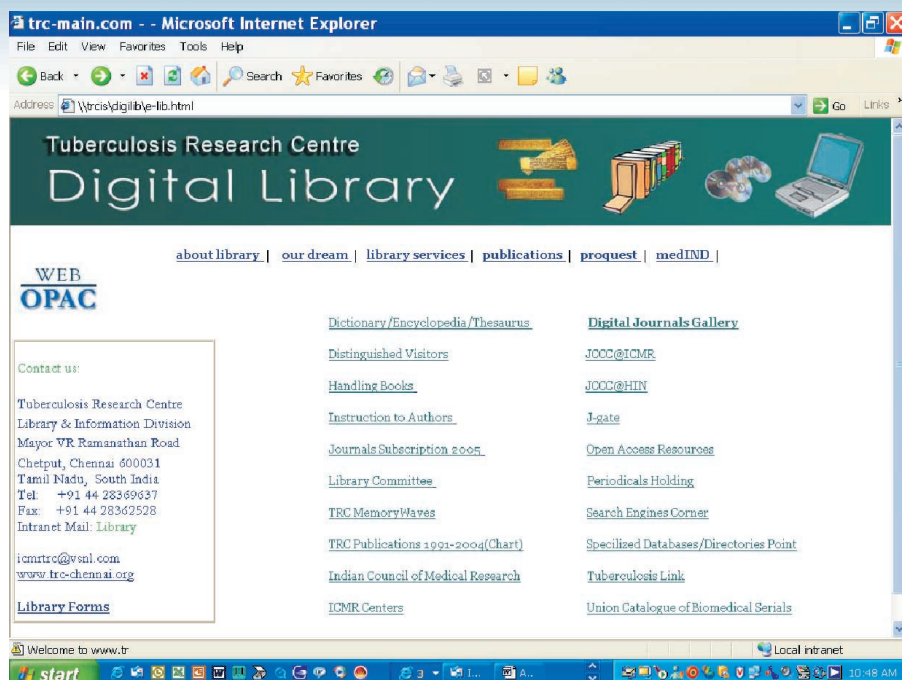 trc-main.com - - Microsoft Internet Explorer
File Edit View Favorites Tools Help
Back Search Favorites
Address \\trcis\digilib\e-lib.html Go Links
Tuberculosis Research Centre
Digital Library
about library | our dream | library services | publications | proquest | medIND |
WEB
OPAC
Contact us:
Tuberculosis Research Centre
Library & Information Division
Mayor VR Ramanathan Road
Chetput, Chennai 600031
Tamil Nadu, South India
Tel: +91 44 28369637
Fax: +91 44 28362528
Intranet Mail: Library
icmrtrc@vsnl.com
www.trc-chennai.org
Library Forms
Dictionary/Encyclopedia/Thesaurus
Distinguished Visitors
Handling Books
Instruction to Authors
Journals Subscription 2005
Library Committee
TRC MemoryWaves
TRC Publications 1991-2004(Chart)
Indian Council of Medical Research
ICMR Centers
Digital Journals Gallery
JCCC@ICMR
JCCC@HIN
J-gate
Open Access Resources
Periodicals Holding
Search Engines Corner
Specilized Databases/Directories Point
Tuberculosis Link
Union Catalogue of Biomedical Serials
Welcome to www.tr Local intranet
start 3 I... A.. 10:48 AM